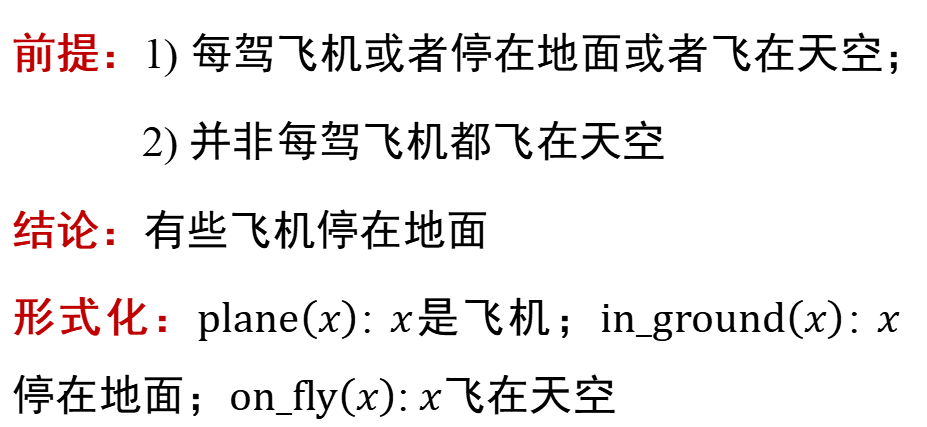 前提：1) 每驾飞机或者停在地面或者飞在天空；
2) 并非每驾飞机都飞在天空
结论：有些飞机停在地面
形式化：plane(x): x是飞机；in_ground(x): x
停在地面；on_fly(x): x飞在天空